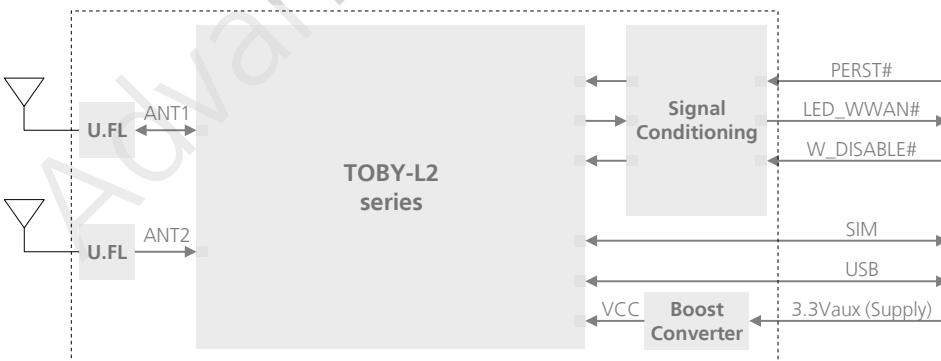 Advan
PERST#
ANT1
U.FL
Signal
Conditioning
LED_WWAN#
W_DISABLE#
TOBY-L2
series
ANT2
U.FL
SIM
USB
VCC
Boost
Converter
3.3Vaux (Supply)